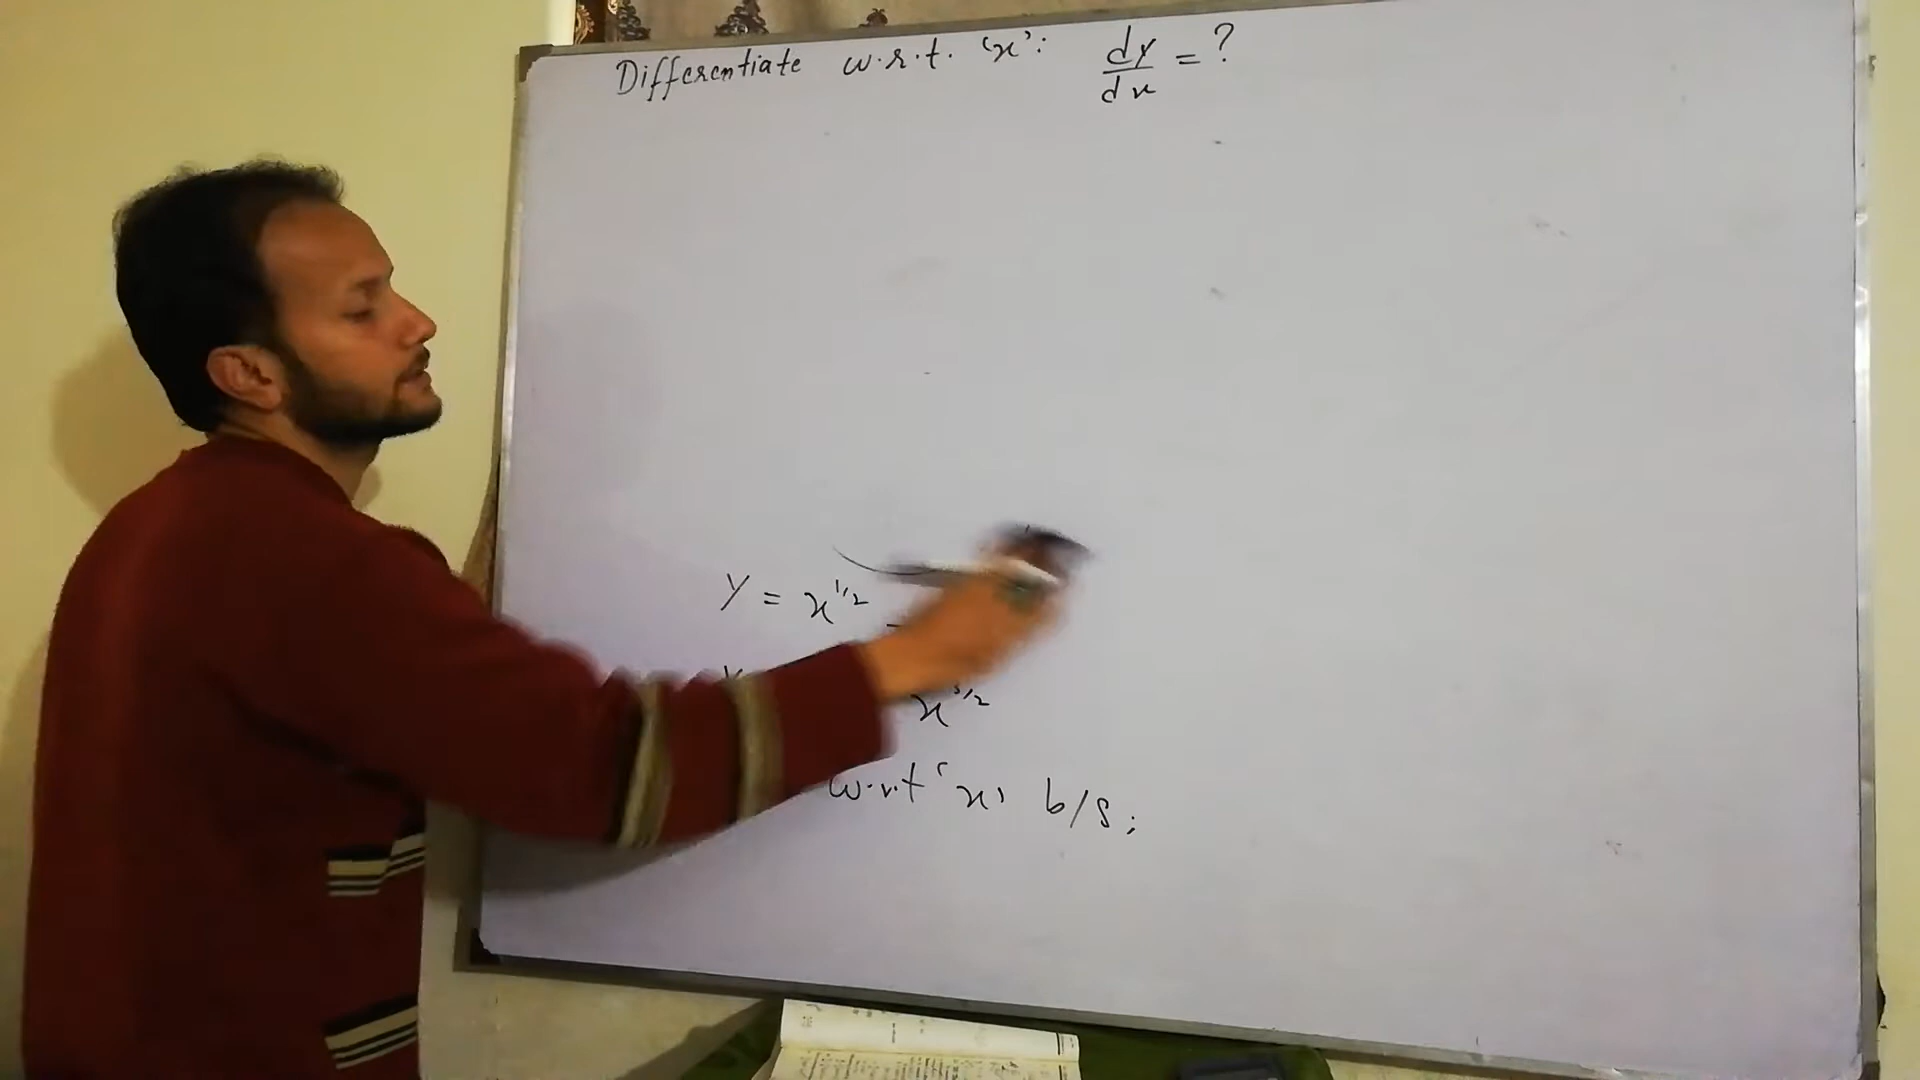 Differentiate w.r.t. 'x': dy/dx = ?
y = x^1/2 -
y x^3/2
w.r.t 'x' b/s;